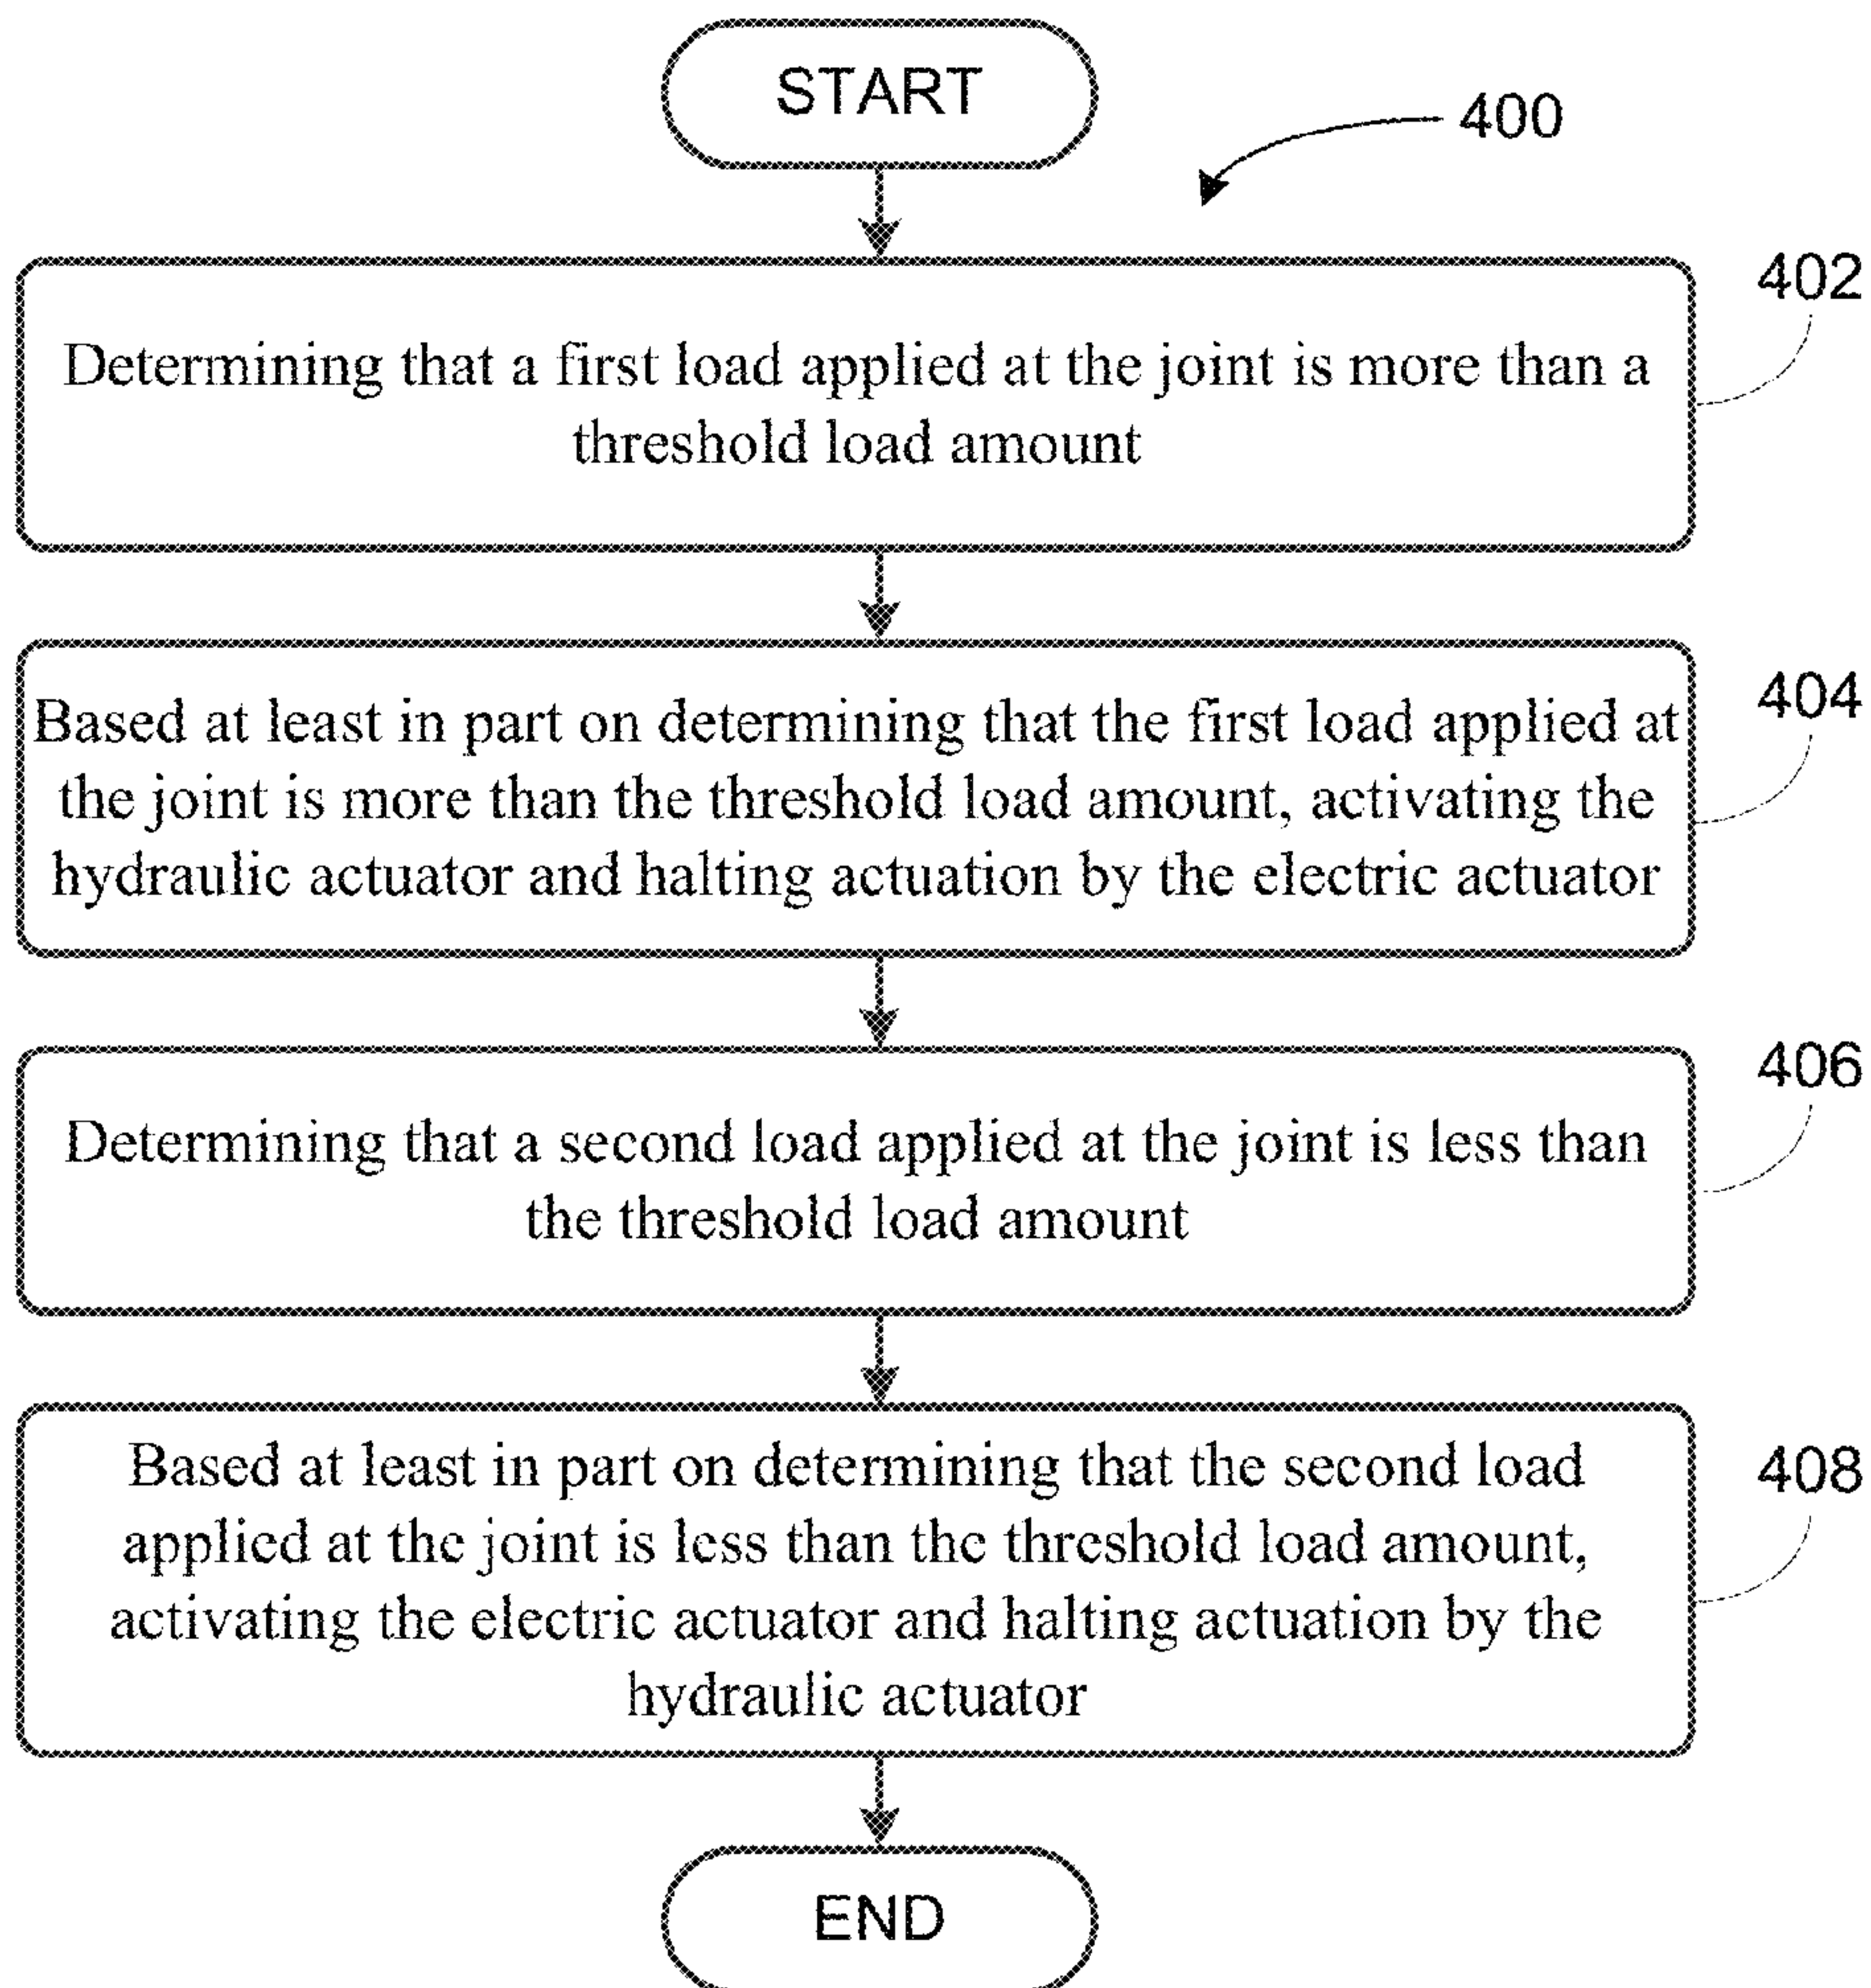 START
400
402
Determining that a first load applied at the joint is more than a
threshold load amount
404
Based at least in part on determining that the first load applied at
the joint is more than the threshold load amount, activating the
hydraulic actuator and halting actuation by the electric actuator
406
Determining that a second load applied at the joint is less than
the threshold load amount
408
Based at least in part on determining that the second load
applied at the joint is less than the threshold load amount,
activating the electric actuator and halting actuation by the
hydraulic actuator
END